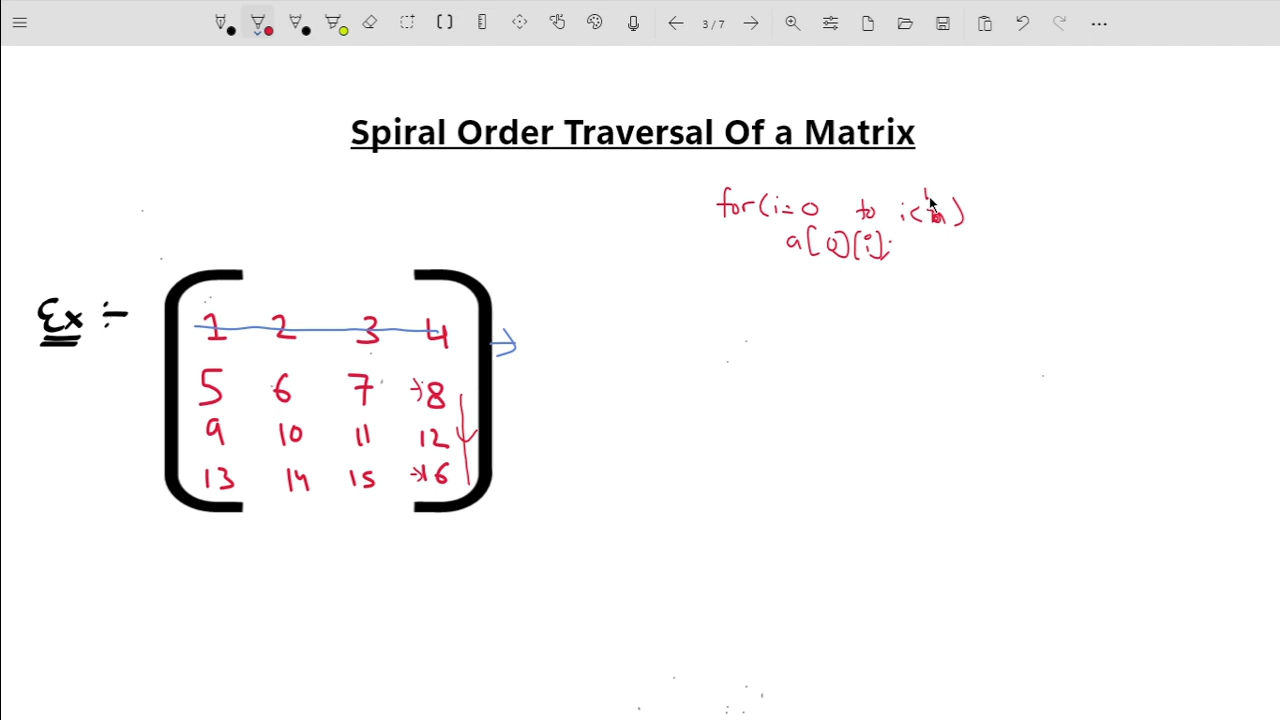 3 / 7
Spiral Order Traversal Of a Matrix
for(i=0 to i< )
a[0][i];
Ex :-
1 2 3 4
5 6 7 8
9 10 11 12
13 14 15 16